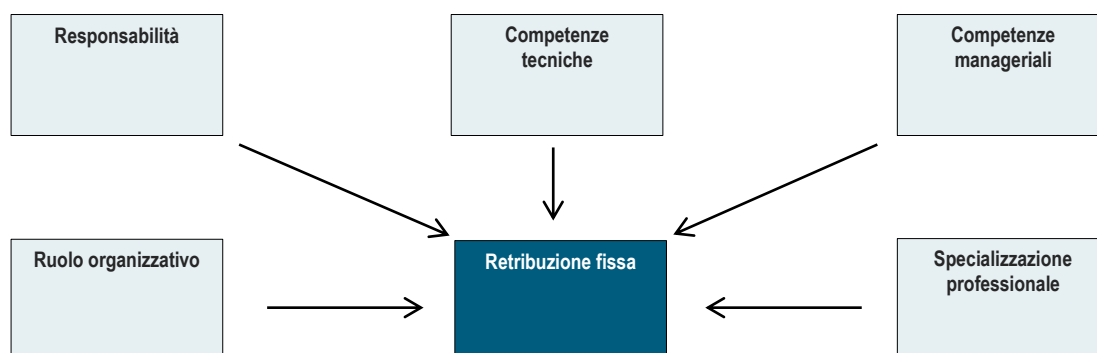 Responsabilità
Competenze
tecniche
Competenze
manageriali
Ruolo organizzativo
Retribuzione fissa
Specializzazione
professionale